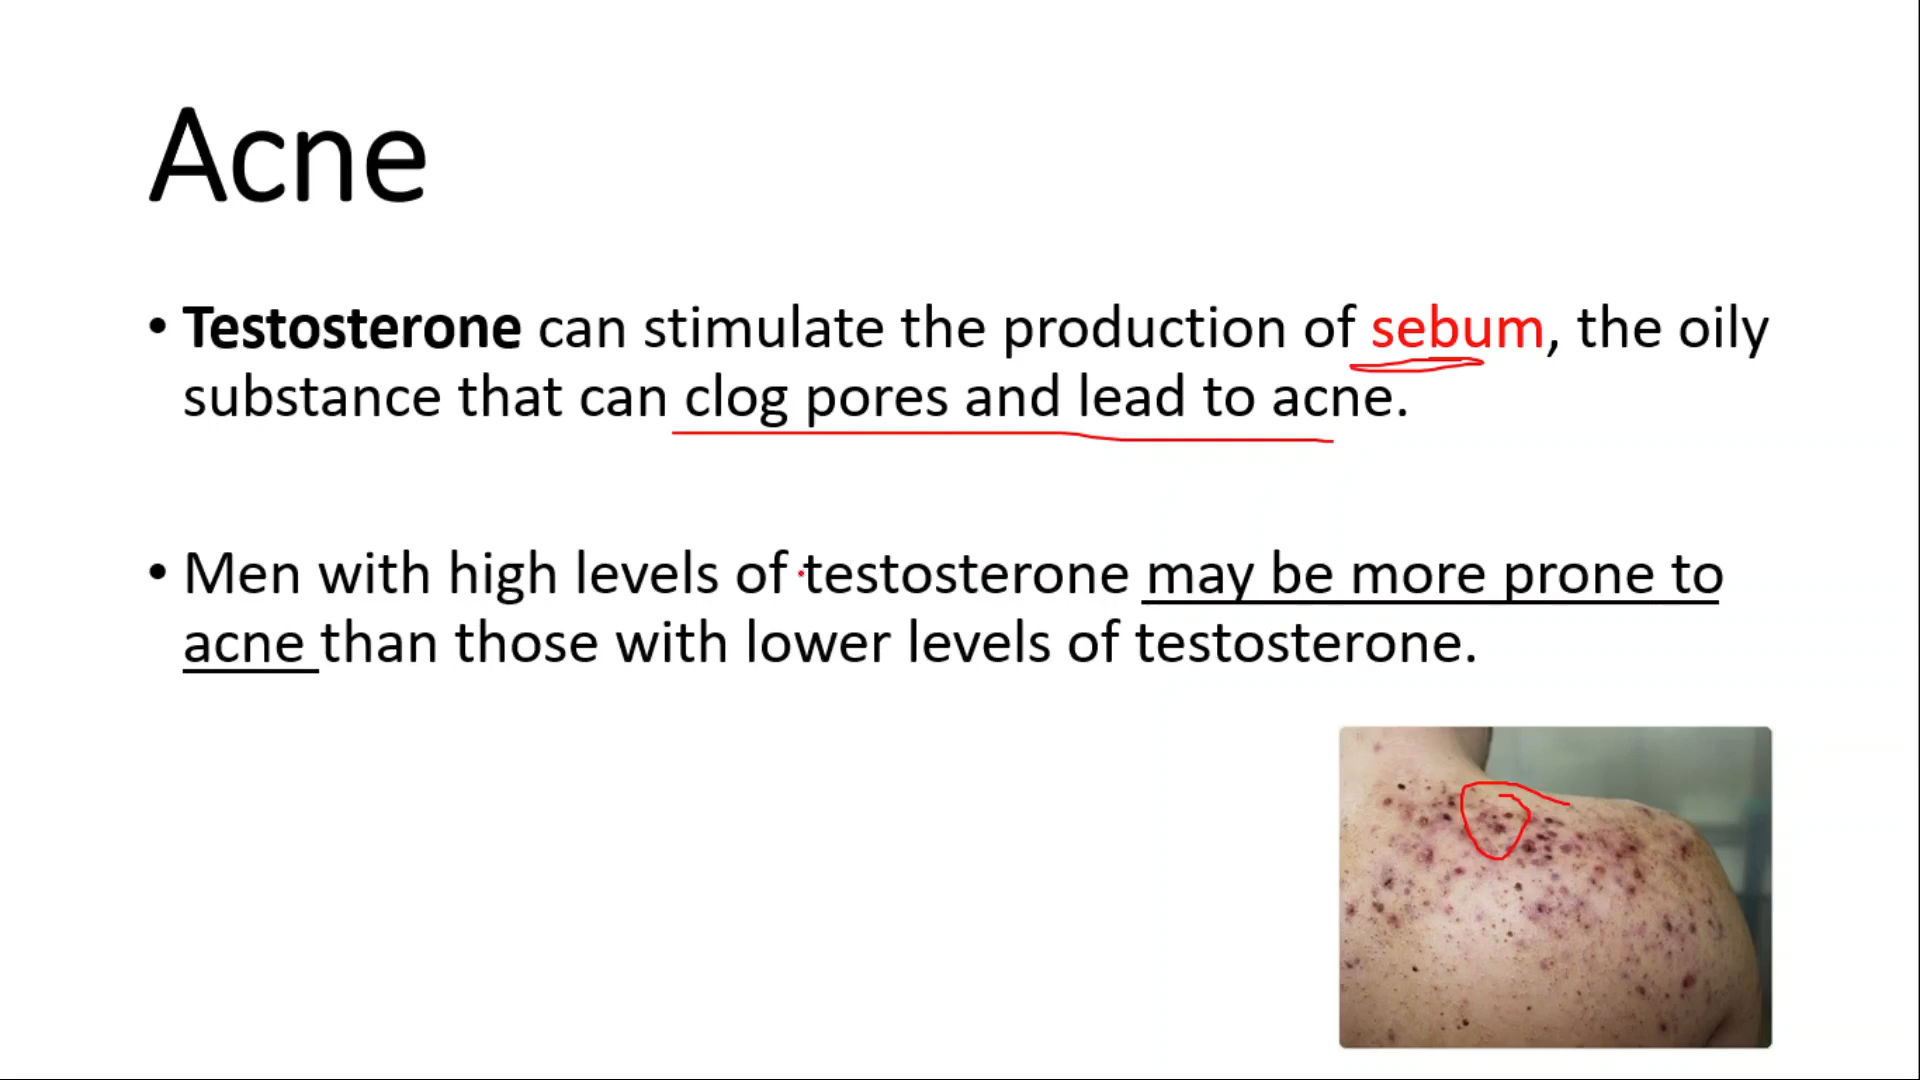 Acne
• Testosterone can stimulate the production of sebum, the oily
substance that can clog pores and lead to acne.
• Men with high levels of testosterone may be more prone to
acne than those with lower levels of testosterone.